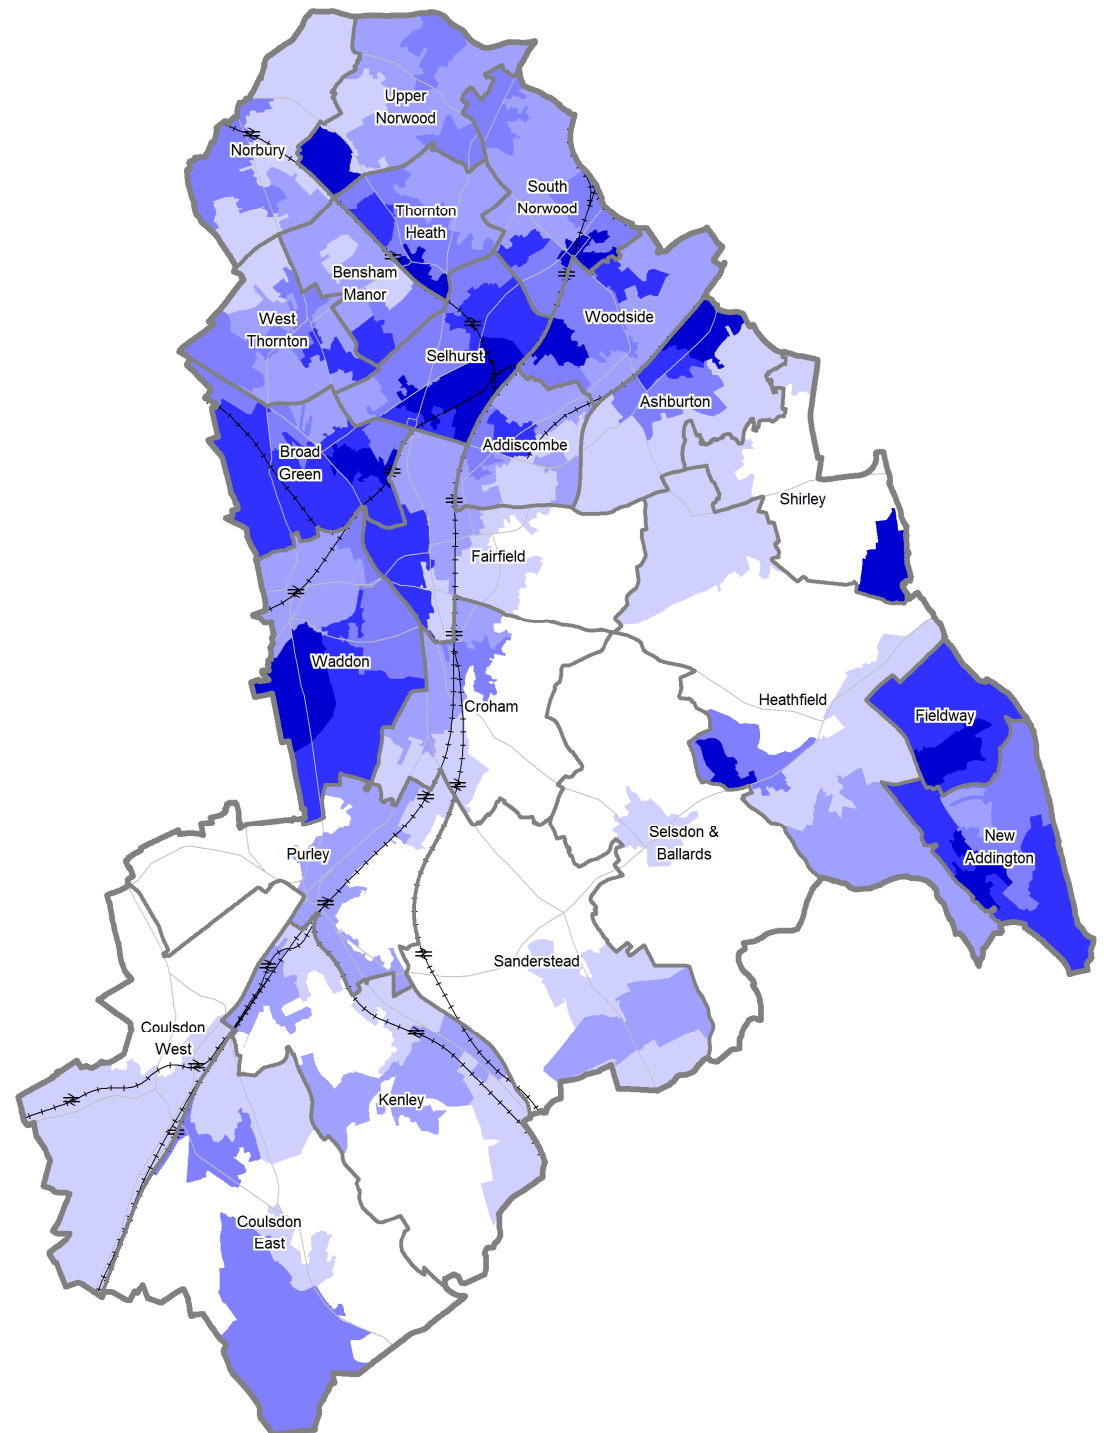 Upper
Norwood
Norbury
South
Norwood
Thornton
Heath
Bensham
Manor
West
Thornton
Woodside
Selhurst
Ashburton
Addiscombe
Broad
Green
Shirley
Fairfield
Waddon
Heathfield
Croham
Fieldway
Selsdon &
Ballards
New
Addington
Purley
Sanderstead
Coulsdon
West
Kenley
Coulsdon
East